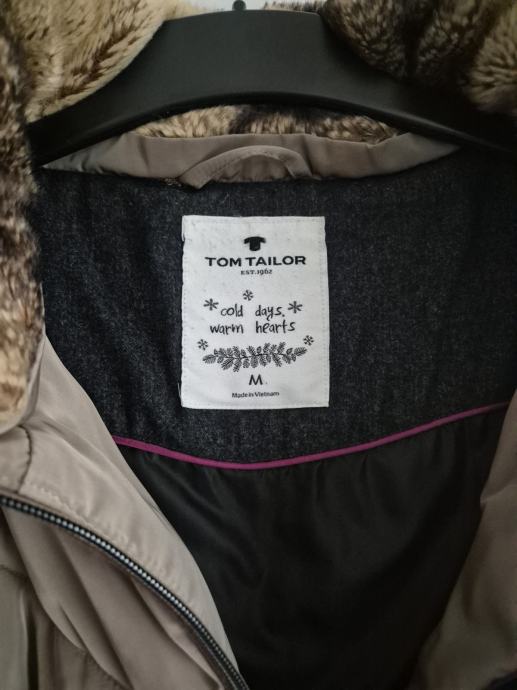 TOM TAILOR
EST.1962
cold days.
warm hearts
M
Made in Vietnam